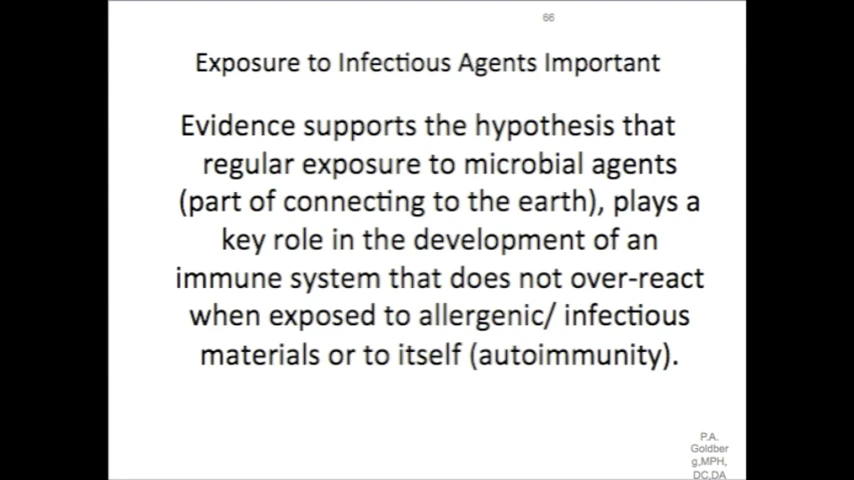 66
Exposure to Infectious Agents Important
Evidence supports the hypothesis that
regular exposure to microbial agents
(part of connecting to the earth), plays a
key role in the development of an
immune system that does not over-react
when exposed to allergenic/ infectious
materials or to itself (autoimmunity).
P.A.
Goldber
g,MPH,
DC,DA